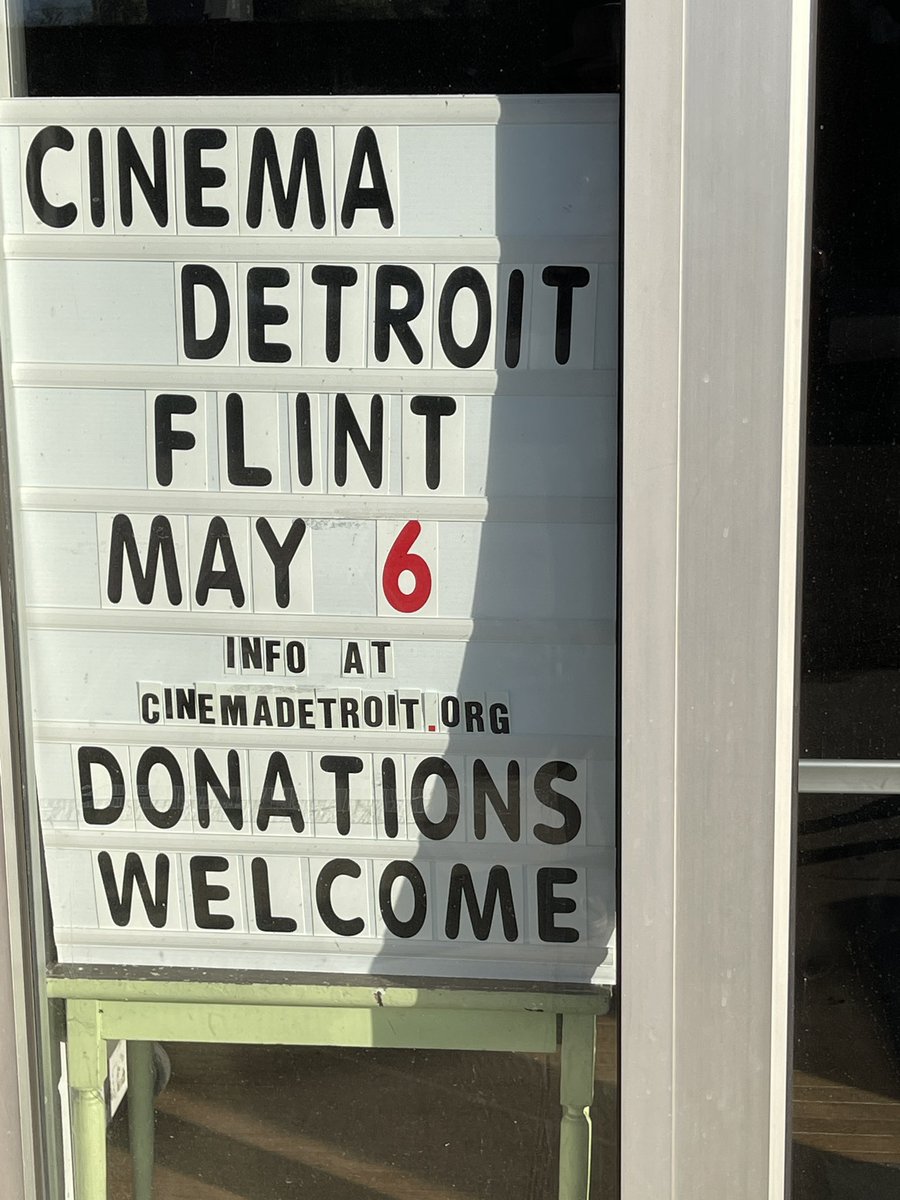 CINEMA
DETROIT
FLINT
MAY 6
INFO AT
CINEMADETROIT.ORG
DONATIONS
WELCOME